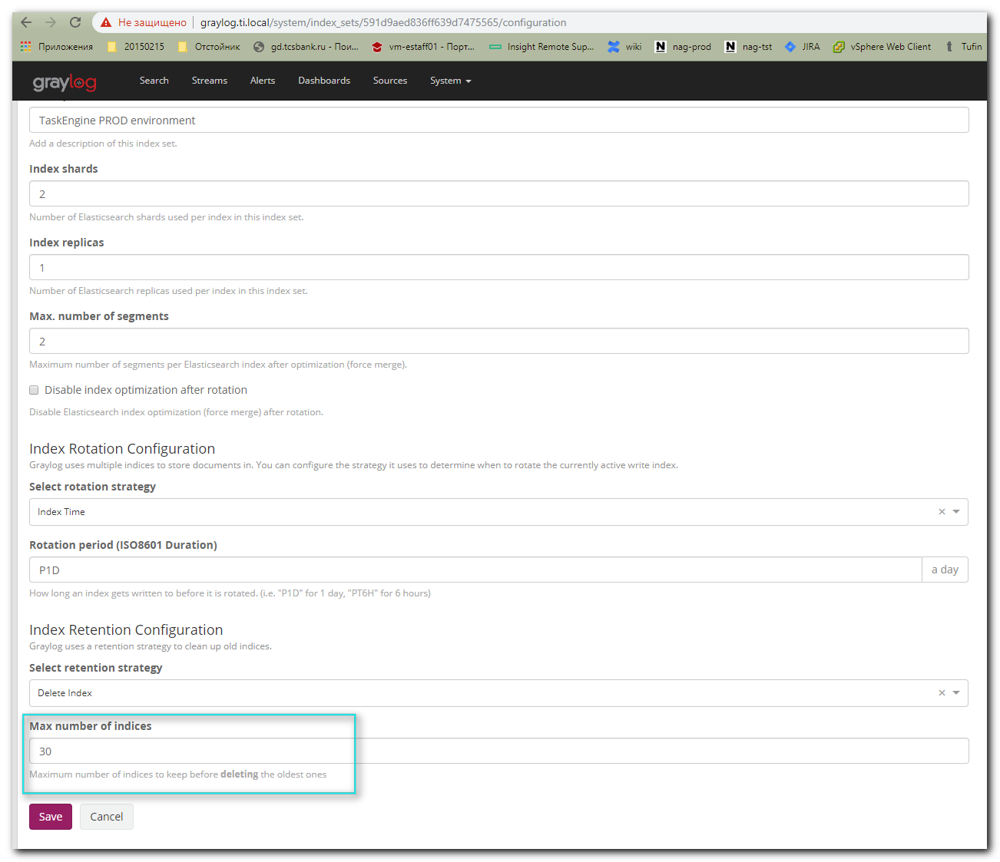 Не защищено graylog.ti.local/system/index_sets/591d9aed836ff639d7475565/configuration
Приложения 20150215 Отстойник gd.tcsbank.ru - Пои... vm-estaff01 - Порт... Insight Remote Sup... wiki nag-prod nag-tst JIRA vSphere Web Client Tufin
graylog Search Streams Alerts Dashboards Sources System
TaskEngine PROD environment
Add a description of this index set.
Index shards
2
Number of Elasticsearch shards used per index in this index set.
Index replicas
1
Number of Elasticsearch replicas used per index in this index set.
Max. number of segments
2
Maximum number of segments per Elasticsearch index after optimization (force merge).
Disable index optimization after rotation
Disable Elasticsearch index optimization (force merge) after rotation.
Index Rotation Configuration
Graylog uses multiple indices to store documents in. You can configure the strategy it uses to determine when to rotate the currently active write index.
Select rotation strategy
Index Time
Rotation period (ISO8601 Duration)
P1D a day
How long an index gets written to before it is rotated. (i.e. "P1D" for 1 day, "PT6H" for 6 hours)
Index Retention Configuration
Graylog uses a retention strategy to clean up old indices.
Select retention strategy
Delete Index
Max number of indices
30
Maximum number of indices to keep before deleting the oldest ones
Save Cancel